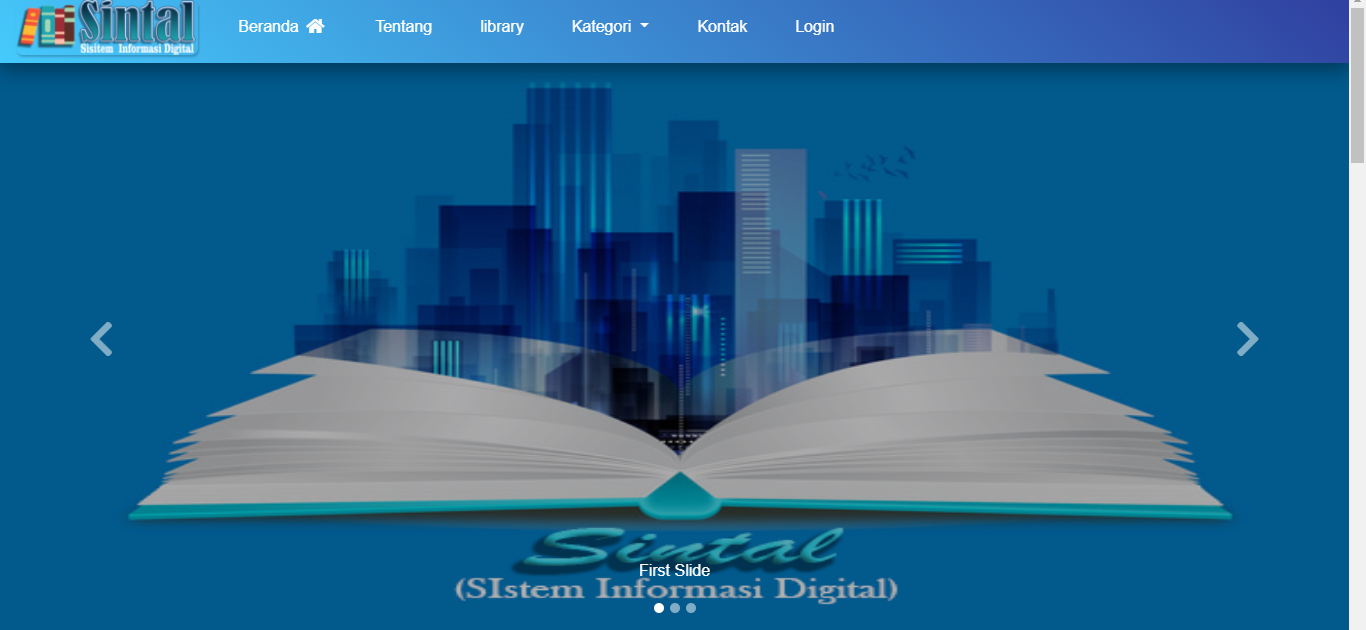 Sintal
Sisitem Informasi Digital
Beranda
Tentang
library
Kategori
Kontak
Login
Sintal
First Slide
(SIstem Informasi Digital)